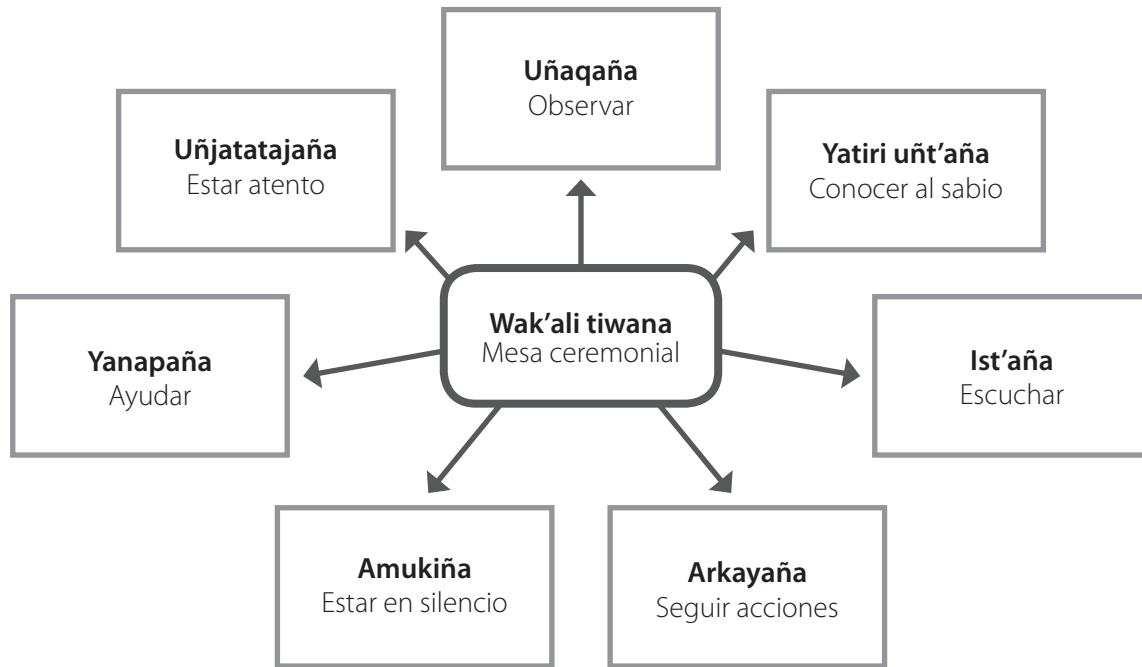 Uñaqaña
Observar
Uñjatatajaña
Estar atento
Yatiri uñt’aña
Conocer al sabio
Wak’ali tiwana
Mesa ceremonial
Yanapaña
Ayudar
Ist’aña
Escuchar
Amukiña
Estar en silencio
Arkayaña
Seguir acciones